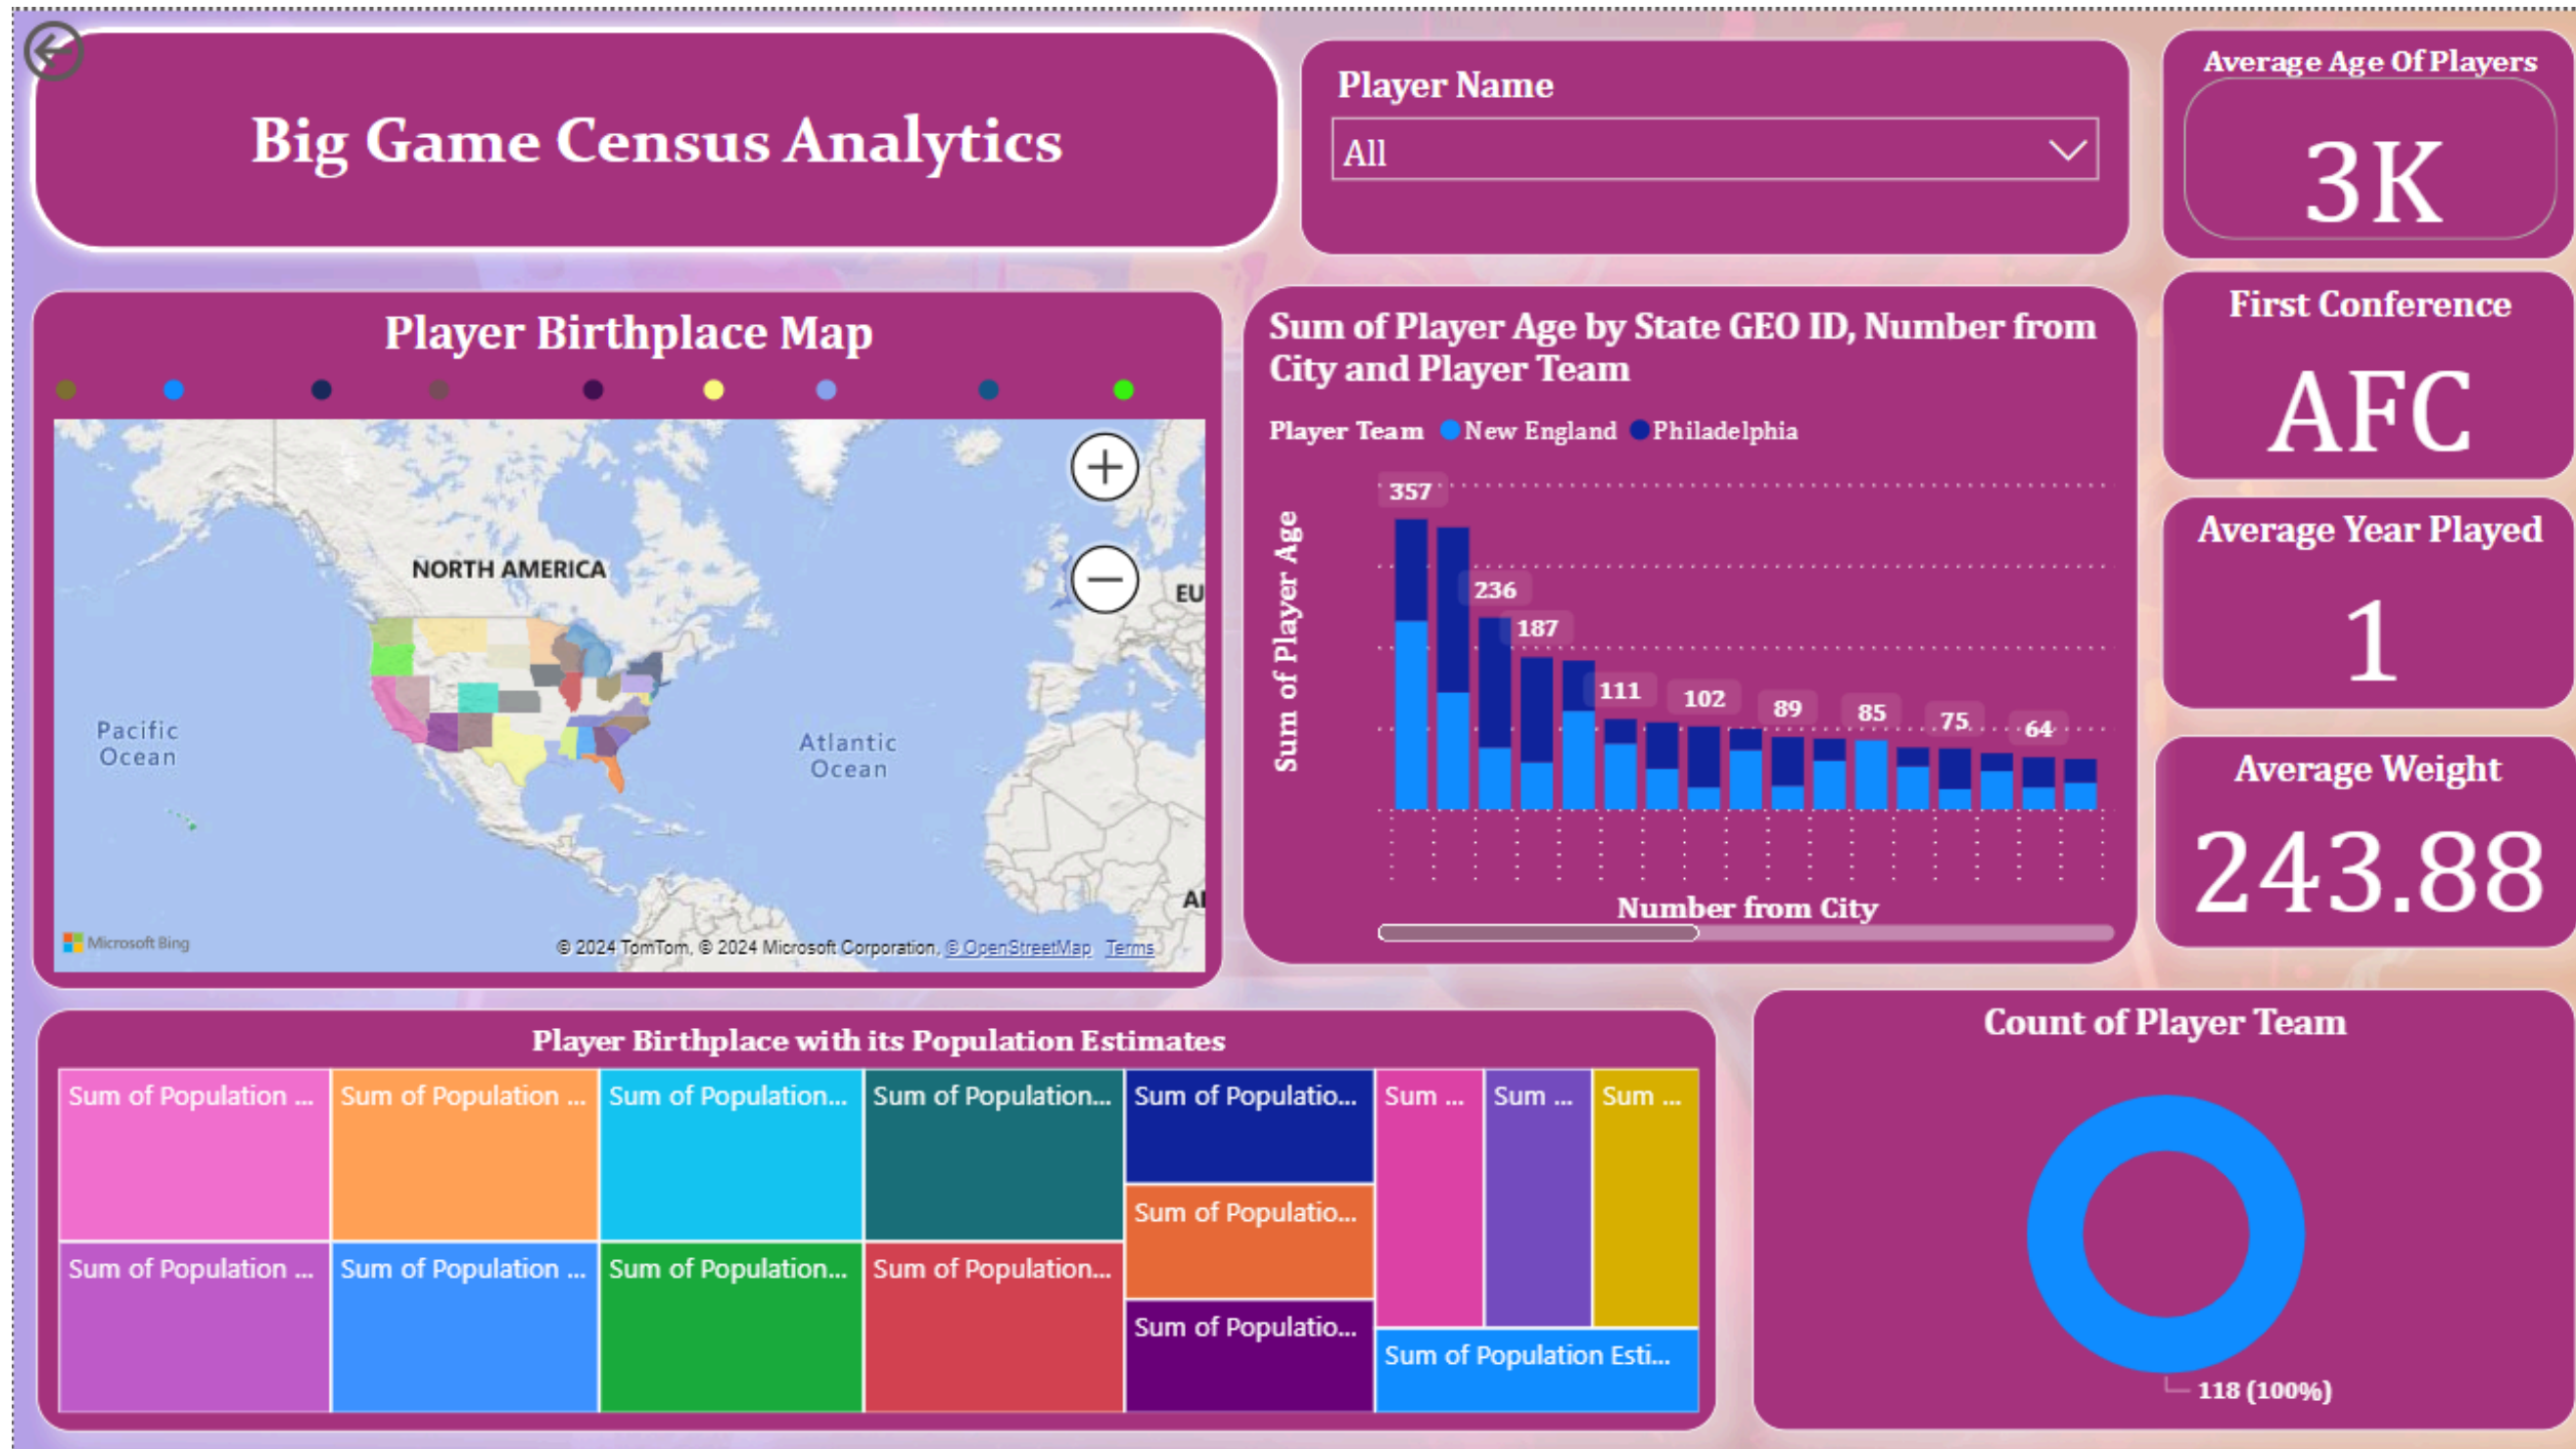 Big Game Census Analytics
Player Name
All
Average Age Of Players
3K
First Conference
AFC
Average Year Played
1
Average Weight
243.88
Player Birthplace Map
NORTH AMERICA
Pacific
Ocean
Atlantic
Ocean
EU
AF
Microsoft Bing
© 2024 TomTom, © 2024 Microsoft Corporation, © OpenStreetMap Terms
Sum of Player Age by State GEO ID, Number from
City and Player Team
Player Team New England Philadelphia
Sum of Player Age
357
236
187
111
102
89
85
75
64
Number from City
Player Birthplace with its Population Estimates
Sum of Population ...
Sum of Population ...
Sum of Population...
Sum of Population...
Sum of Populatio...
Sum ...
Sum ...
Sum ...
Sum of Populatio...
Sum of Population ...
Sum of Population ...
Sum of Population...
Sum of Population...
Sum of Populatio...
Sum of Population Esti...
Count of Player Team
118 (100%)